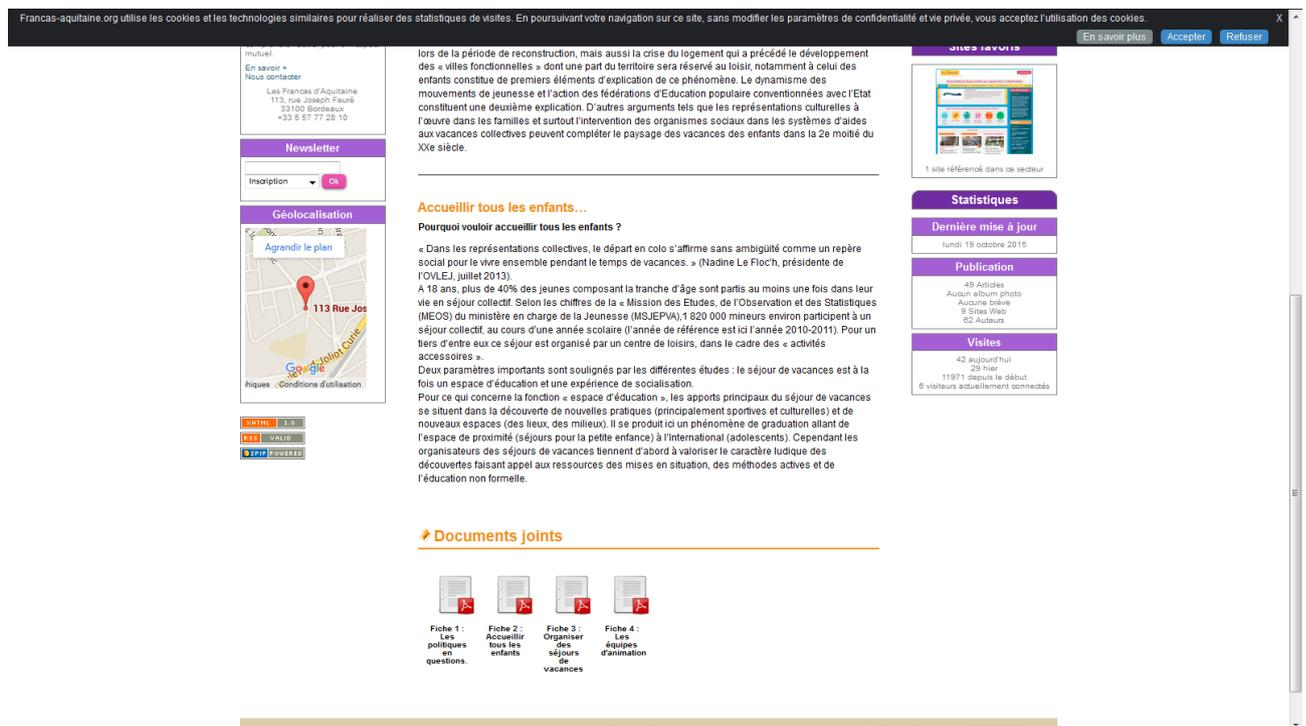 Francas-aquitaine.org utilise les cookies et les technologies similaires pour réaliser des statistiques de visites. En poursuivant votre navigation sur ce site, sans modifier les paramètres de confidentialité et vie privée, vous acceptez l'utilisation des cookies.
X
En savoir plus
Accepter
Refuser
mutuel.
En savoir +
Nous contacter
Les Francas d'Aquitaine
113, rue Joseph Fauré
33100 Bordeaux
+33 5 57 77 28 10
Newsletter
Inscription
Ok
Géolocalisation
Agrandir le plan
113 Rue Jos
Joliot Curie
Google
hiques
Conditions d'utilisation
XHTML 1.0
RSS VALID
SPIP POWERED
lors de la période de reconstruction, mais aussi la crise du logement qui a précédé le développement
des « villes fonctionnelles » dont une part du territoire sera réservé au loisir, notamment à celui des
enfants constitue de premiers éléments d'explication de ce phénomène. Le dynamisme des
mouvements de jeunesse et l'action des fédérations d'Education populaire conventionnées avec l'Etat
constituent une deuxième explication. D'autres arguments tels que les représentations culturelles à
l'œuvre dans les familles et surtout l'intervention des organismes sociaux dans les systèmes d'aides
aux vacances collectives peuvent compléter le paysage des vacances des enfants dans la 2e moitié du
XXe siècle.
Accueillir tous les enfants…
Pourquoi vouloir accueillir tous les enfants ?
« Dans les représentations collectives, le départ en colo s'affirme sans ambigüité comme un repère
social pour le vivre ensemble pendant le temps de vacances. » (Nadine Le Floc'h, présidente de
l'OVLEJ, juillet 2013).
A 18 ans, plus de 40% des jeunes composant la tranche d'âge sont partis au moins une fois dans leur
vie en séjour collectif. Selon les chiffres de la « Mission des Etudes, de l'Observation et des Statistiques
(MEOS) du ministère en charge de la Jeunesse (MSJEPVA),1 820 000 mineurs environ participent à un
séjour collectif, au cours d'une année scolaire (l'année de référence est ici l'année 2010-2011). Pour un
tiers d'entre eux ce séjour est organisé par un centre de loisirs, dans le cadre des « activités
accessoires ».
Deux paramètres importants sont soulignés par les différentes études : le séjour de vacances est à la
fois un espace d'éducation et une expérience de socialisation.
Pour ce qui concerne la fonction « espace d'éducation », les apports principaux du séjour de vacances
se situent dans la découverte de nouvelles pratiques (principalement sportives et culturelles) et de
nouveaux espaces (des lieux, des milieux). Il se produit ici un phénomène de graduation allant de
l'espace de proximité (séjours pour la petite enfance) à l'International (adolescents). Cependant les
organisateurs des séjours de vacances tiennent d'abord à valoriser le caractère ludique des
découvertes faisant appel aux ressources des mises en situation, des méthodes actives et de
l'éducation non formelle.
Documents joints
Fiche 1 :
Les
politiques
en
questions.
Fiche 2 :
Accueillir
tous les
enfants
Fiche 3 :
Organiser
des
séjours
de
vacances
Fiche 4 :
Les
équipes
d'animation
Sites favoris
1 site référencé dans ce secteur
Statistiques
Dernière mise à jour
lundi 19 octobre 2015
Publication
49 Articles
Aucun album photo
Aucune brève
9 Sites Web
62 Auteurs
Visites
42 aujourd'hui
29 hier
11971 depuis le début
6 visiteurs actuellement connectés